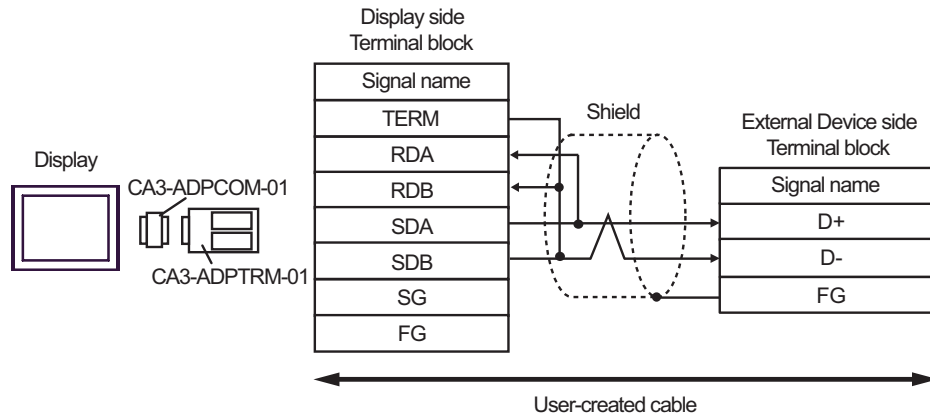 Display side
Terminal block
Signal name
TERM
RDA
RDB
SDA
SDB
SG
FG
Shield
External Device side
Terminal block
Signal name
D+
D-
FG
Display
CA3-ADPCOM-01
CA3-ADPTRM-01
User-created cable